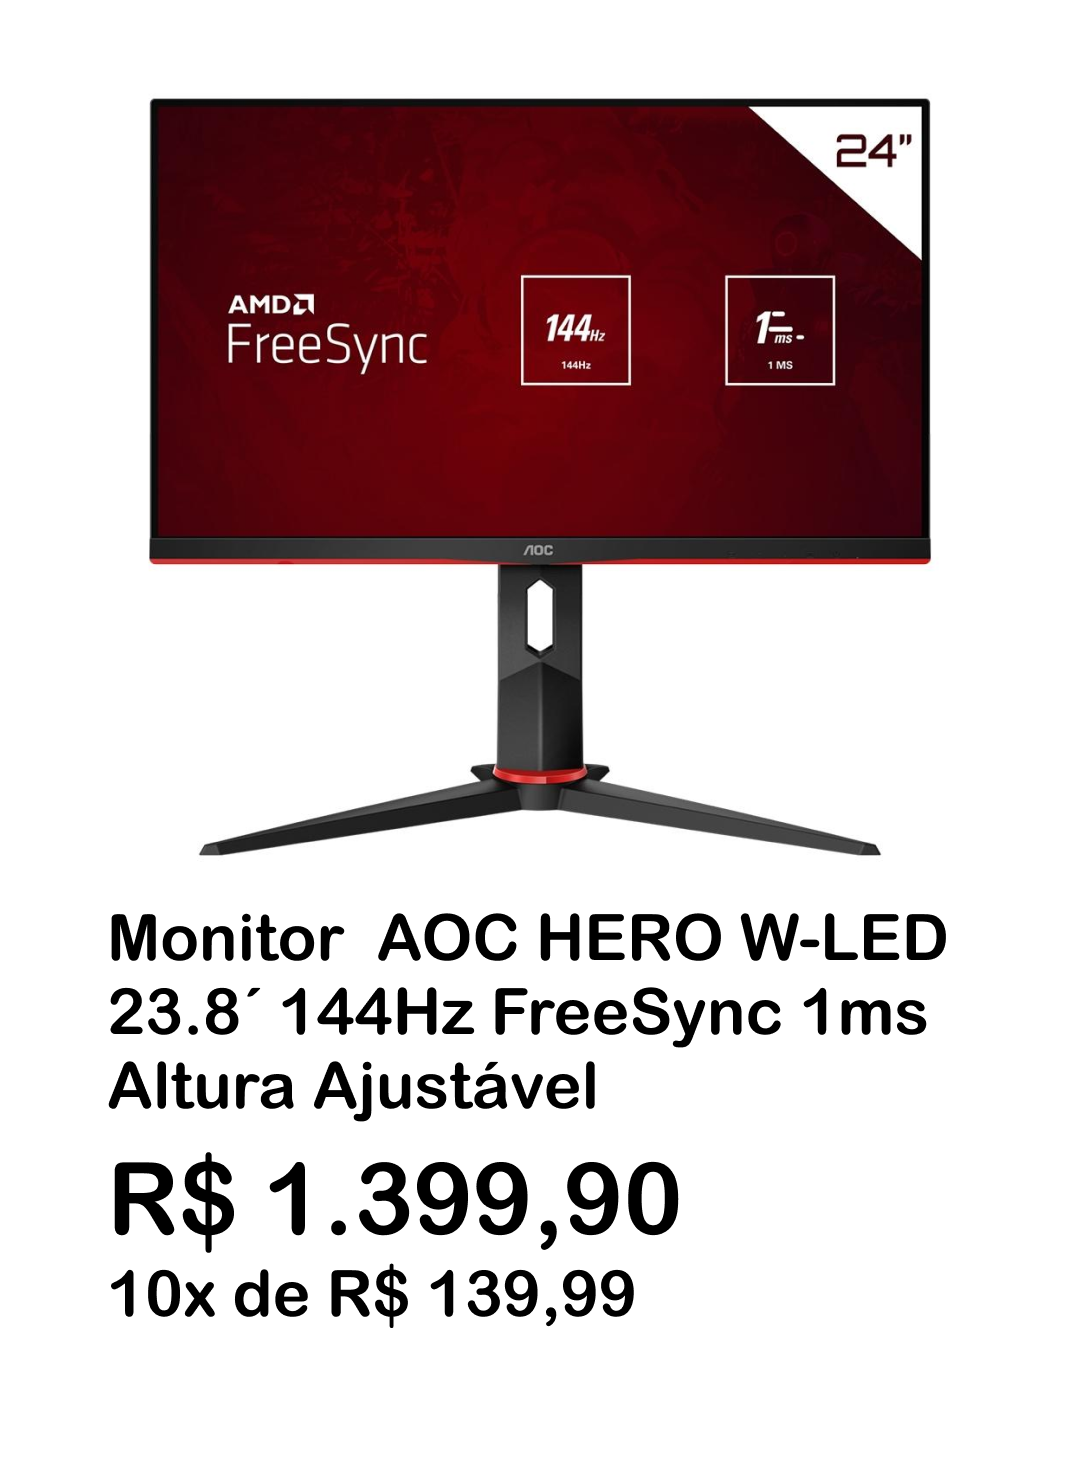 24"
AMD
FreeSync
144Hz
144Hz
1ms
1 MS
AOC
Monitor  AOC HERO W-LED
23.8´ 144Hz FreeSync 1ms
Altura Ajustável
R$ 1.399,90
10x de R$ 139,99